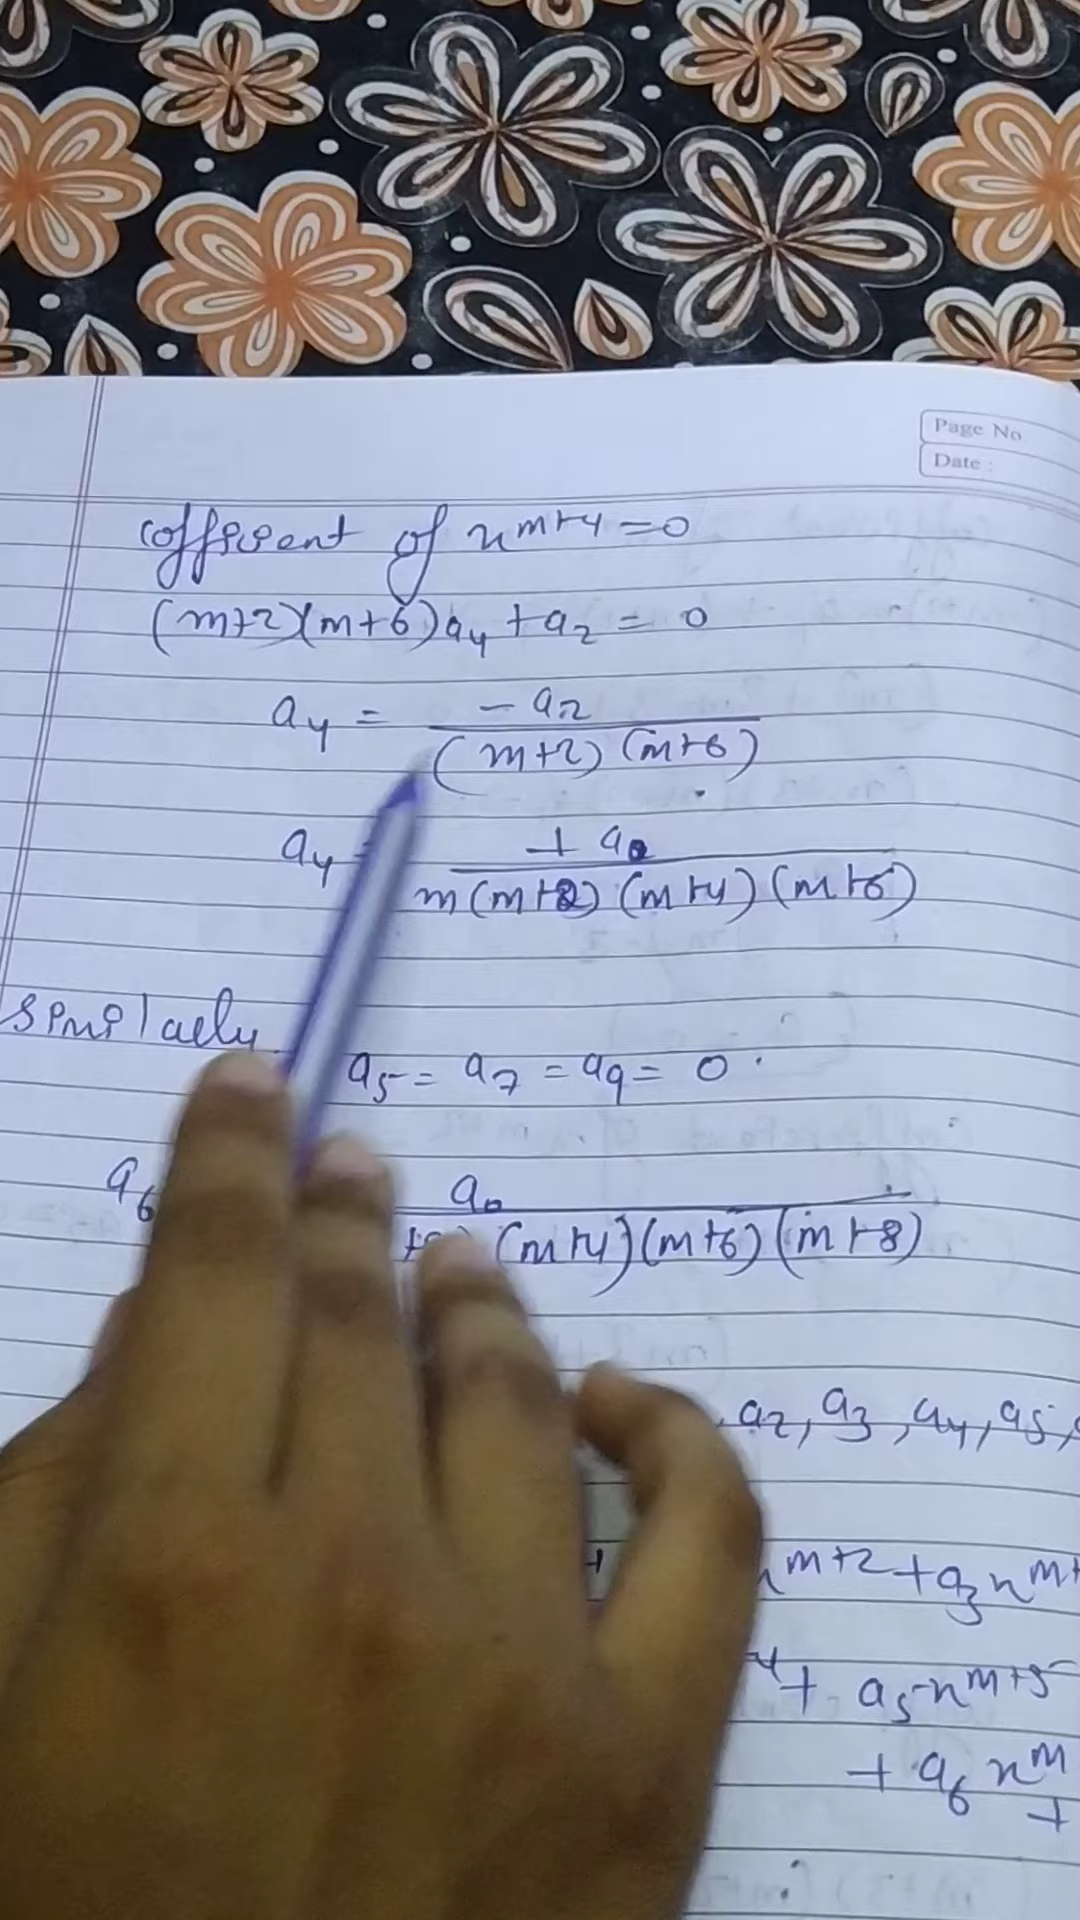 Page No
Date :
cofficient of x^m+4 = 0
(m+2)(m+6)a₄ + a₂ = 0
a₄ = -a₂ / (m+2)(m+6)
a₄ = +a₀ / m(m+2)(m+4)(m+6)
similarly
a₅ = a₇ = a₉ = 0
a₆ a₀ / (m+4)(m+6)(m+8)
a₂, a₃, a₄, a₅,
+ x^m+2 + a₃x^m+
4 + a₅x^m+5
+ a₆x^m
+